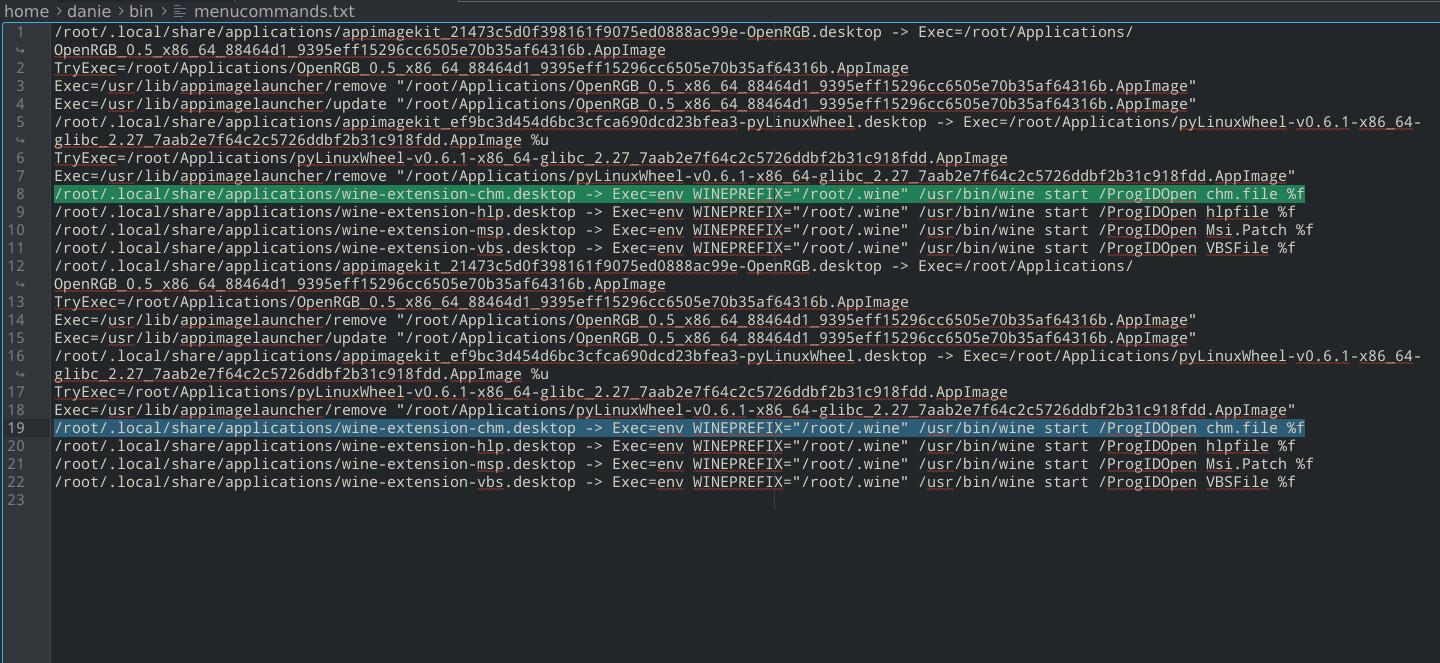 home > danie > bin > menucommands.txt
1 /root/.local/share/applications/appimagekit_21473c5d0f398161f9075ed0888ac99e-OpenRGB.desktop -> Exec=/root/Applications/
OpenRGB_0.5_x86_64_88464d1_9395eff15296cc6505e70b35af64316b.AppImage
2 TryExec=/root/Applications/OpenRGB_0.5_x86_64_88464d1_9395eff15296cc6505e70b35af64316b.AppImage
3 Exec=/usr/lib/appimagelauncher/remove "/root/Applications/OpenRGB_0.5_x86_64_88464d1_9395eff15296cc6505e70b35af64316b.AppImage"
4 Exec=/usr/lib/appimagelauncher/update "/root/Applications/OpenRGB_0.5_x86_64_88464d1_9395eff15296cc6505e70b35af64316b.AppImage"
5 /root/.local/share/applications/appimagekit_ef9bc3d454d6bc3cfca690dcd23bfea3-pyLinuxWheel.desktop -> Exec=/root/Applications/pyLinuxWheel-v0.6.1-x86_64-
glibc_2.27_7aab2e7f64c2c5726ddbf2b31c918fdd.AppImage %u
6 TryExec=/root/Applications/pyLinuxWheel-v0.6.1-x86_64-glibc_2.27_7aab2e7f64c2c5726ddbf2b31c918fdd.AppImage
7 Exec=/usr/lib/appimagelauncher/remove "/root/Applications/pyLinuxWheel-v0.6.1-x86_64-glibc_2.27_7aab2e7f64c2c5726ddbf2b31c918fdd.AppImage"
8 /root/.local/share/applications/wine-extension-chm.desktop -> Exec=env WINEPREFIX="/root/.wine" /usr/bin/wine start /ProgIDOpen chm.file %f
9 /root/.local/share/applications/wine-extension-hlp.desktop -> Exec=env WINEPREFIX="/root/.wine" /usr/bin/wine start /ProgIDOpen hlpfile %f
10 /root/.local/share/applications/wine-extension-msp.desktop -> Exec=env WINEPREFIX="/root/.wine" /usr/bin/wine start /ProgIDOpen Msi.Patch %f
11 /root/.local/share/applications/wine-extension-vbs.desktop -> Exec=env WINEPREFIX="/root/.wine" /usr/bin/wine start /ProgIDOpen VBSFile %f
12 /root/.local/share/applications/appimagekit_21473c5d0f398161f9075ed0888ac99e-OpenRGB.desktop -> Exec=/root/Applications/
OpenRGB_0.5_x86_64_88464d1_9395eff15296cc6505e70b35af64316b.AppImage
13 TryExec=/root/Applications/OpenRGB_0.5_x86_64_88464d1_9395eff15296cc6505e70b35af64316b.AppImage
14 Exec=/usr/lib/appimagelauncher/remove "/root/Applications/OpenRGB_0.5_x86_64_88464d1_9395eff15296cc6505e70b35af64316b.AppImage"
15 Exec=/usr/lib/appimagelauncher/update "/root/Applications/OpenRGB_0.5_x86_64_88464d1_9395eff15296cc6505e70b35af64316b.AppImage"
16 /root/.local/share/applications/appimagekit_ef9bc3d454d6bc3cfca690dcd23bfea3-pyLinuxWheel.desktop -> Exec=/root/Applications/pyLinuxWheel-v0.6.1-x86_64-
glibc_2.27_7aab2e7f64c2c5726ddbf2b31c918fdd.AppImage %u
17 TryExec=/root/Applications/pyLinuxWheel-v0.6.1-x86_64-glibc_2.27_7aab2e7f64c2c5726ddbf2b31c918fdd.AppImage
18 Exec=/usr/lib/appimagelauncher/remove "/root/Applications/pyLinuxWheel-v0.6.1-x86_64-glibc_2.27_7aab2e7f64c2c5726ddbf2b31c918fdd.AppImage"
19 /root/.local/share/applications/wine-extension-chm.desktop -> Exec=env WINEPREFIX="/root/.wine" /usr/bin/wine start /ProgIDOpen chm.file %f
20 /root/.local/share/applications/wine-extension-hlp.desktop -> Exec=env WINEPREFIX="/root/.wine" /usr/bin/wine start /ProgIDOpen hlpfile %f
21 /root/.local/share/applications/wine-extension-msp.desktop -> Exec=env WINEPREFIX="/root/.wine" /usr/bin/wine start /ProgIDOpen Msi.Patch %f
22 /root/.local/share/applications/wine-extension-vbs.desktop -> Exec=env WINEPREFIX="/root/.wine" /usr/bin/wine start /ProgIDOpen VBSFile %f
23